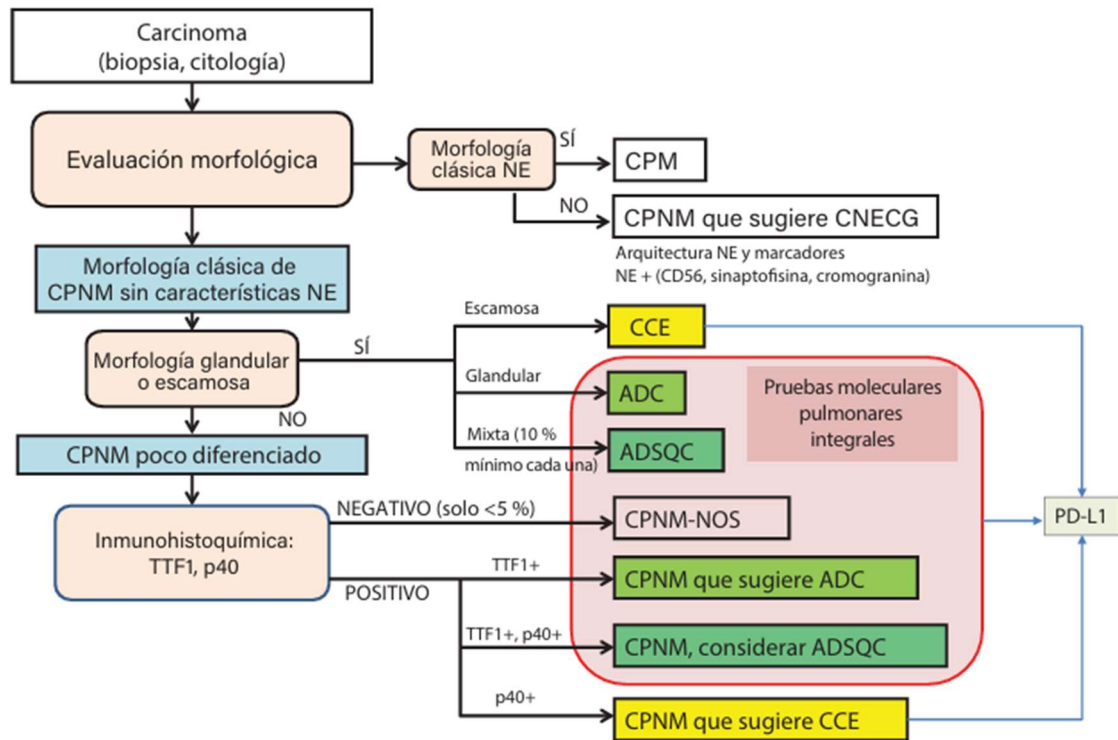 Carcinoma
(biopsia, citología)
Evaluación morfológica
Morfología
clásica NE
SÍ
CPM
NO
CPNM que sugiere CNECG
Arquitectura NE y marcadores
NE + (CD56, sinaptofisina, cromogranina)
Morfología clásica de
CPNM sin características NE
Morfología glandular
o escamosa
SÍ
Escamosa
CCE
Glandular
ADC
Mixta (10 %
mínimo cada una)
ADSQC
Pruebas moleculares
pulmonares
integrales
NO
CPNM poco diferenciado
Inmunohistoquímica:
TTF1, p40
NEGATIVO (solo <5 %)
CPNM-NOS
PD-L1
POSITIVO
TTF1+
CPNM que sugiere ADC
TTF1+, p40+
CPNM, considerar ADSQC
p40+
CPNM que sugiere CCE